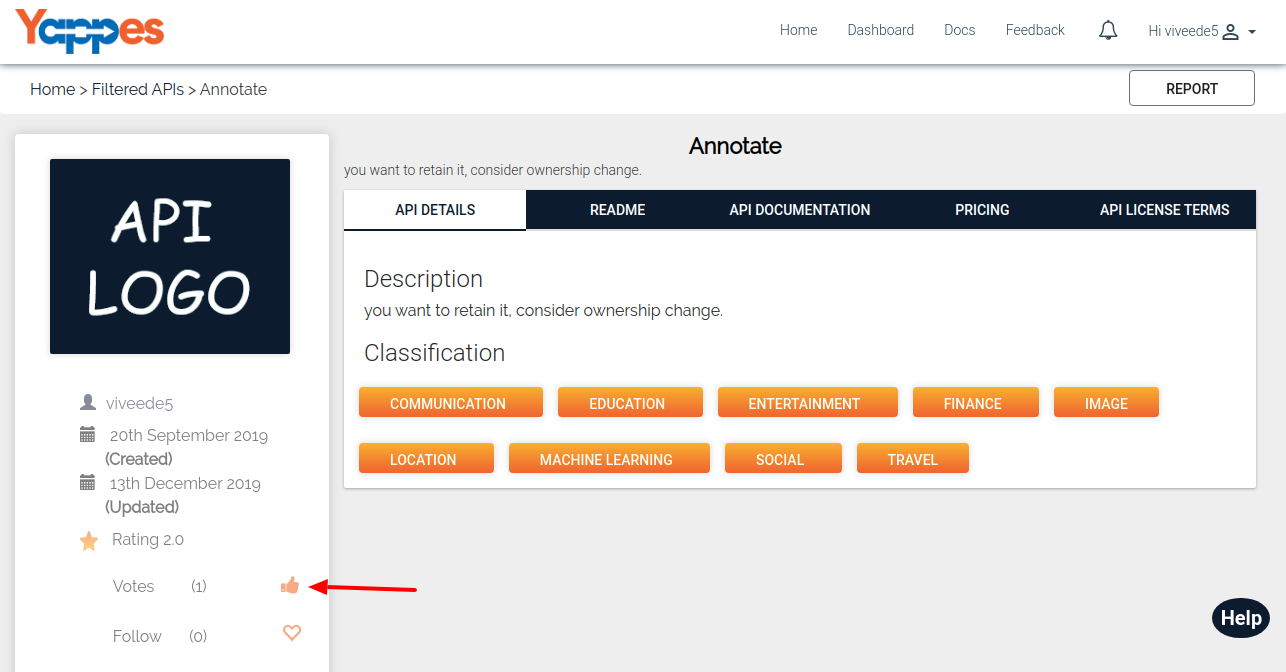 Yappes
Home Dashboard Docs Feedback Hi viveede5
Home > Filtered APIs > Annotate
REPORT
API
LOGO
viveede5
20th September 2019
(Created)
13th December 2019
(Updated)
Rating 2.0
Votes (1)
Follow (0)
Annotate
you want to retain it, consider ownership change.
API DETAILS README API DOCUMENTATION PRICING API LICENSE TERMS
Description
you want to retain it, consider ownership change.
Classification
COMMUNICATION EDUCATION ENTERTAINMENT FINANCE IMAGE
LOCATION MACHINE LEARNING SOCIAL TRAVEL
Help